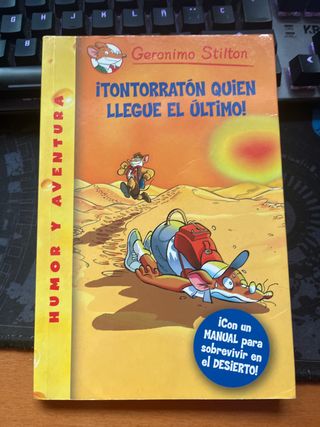 Geronimo Stilton
¡TONTORRATÓN QUIEN
LLEGUE EL ÚLTIMO!
HUMOR Y AVENTURA
¡Con un
MANUAL para
sobrevivir en
el DESIERTO!